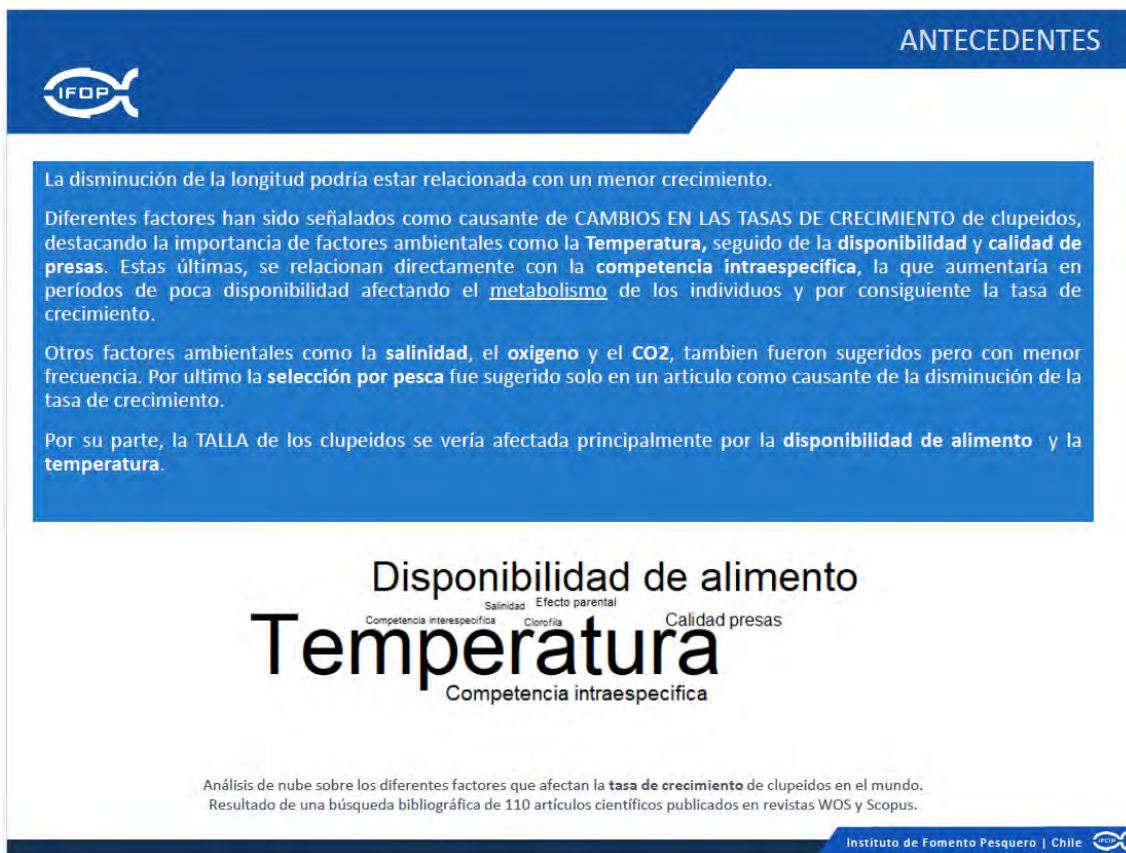 ANTECEDENTES
IFOP
La disminución de la longitud podría estar relacionada con un menor crecimiento.
Diferentes factores han sido señalados como causante de CAMBIOS EN LAS TASAS DE CRECIMIENTO de clupeidos,
destacando la importancia de factores ambientales como la Temperatura, seguido de la disponibilidad y calidad de
presas. Estas últimas, se relacionan directamente con la competencia intraespecífica, la que aumentaría en
períodos de poca disponibilidad afectando el metabolismo de los individuos y por consiguiente la tasa de
crecimiento.
Otros factores ambientales como la salinidad, el oxigeno y el CO2, tambien fueron sugeridos pero con menor
frecuencia. Por ultimo la selección por pesca fue sugerido solo en un artículo como causante de la disminución de la
tasa de crecimiento.
Por su parte, la TALLA de los clupeidos se vería afectada principalmente por la disponibilidad de alimento y la
temperatura.
Disponibilidad de alimento
Salinidad Efecto parental
Competencia interespecifica Clorofila Calidad presas
Temperatura
Competencia intraespecifica
Análisis de nube sobre los diferentes factores que afectan la tasa de crecimiento de clupeidos en el mundo.
Resultado de una búsqueda bibliográfica de 110 artículos científicos publicados en revistas WOS y Scopus.
Instituto de Fomento Pesquero | Chile IFOP